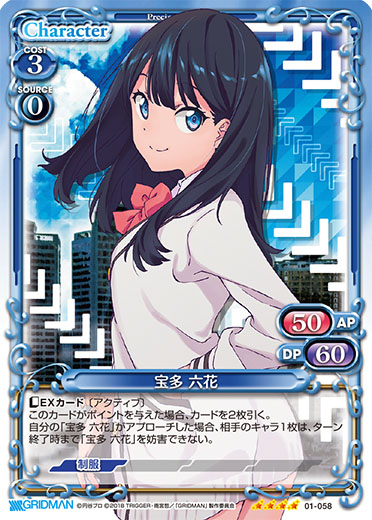 Preci
Character
COST
3
SOURCE
0
50 AP
DP 60
宝多 六花
EXカード 〔アクティブ〕
このカードがポイントを与えた場合、カードを2枚引く。
自分の「宝多 六花」がアプローチした場合、相手のキャラ1枚は、ターン
終了時まで「宝多 六花」を妨害できない。
制服
GRIDMAN ©円谷プロ ©2018 TRIGGER・雨宮哲/「GRIDMAN」製作委員会 01-058